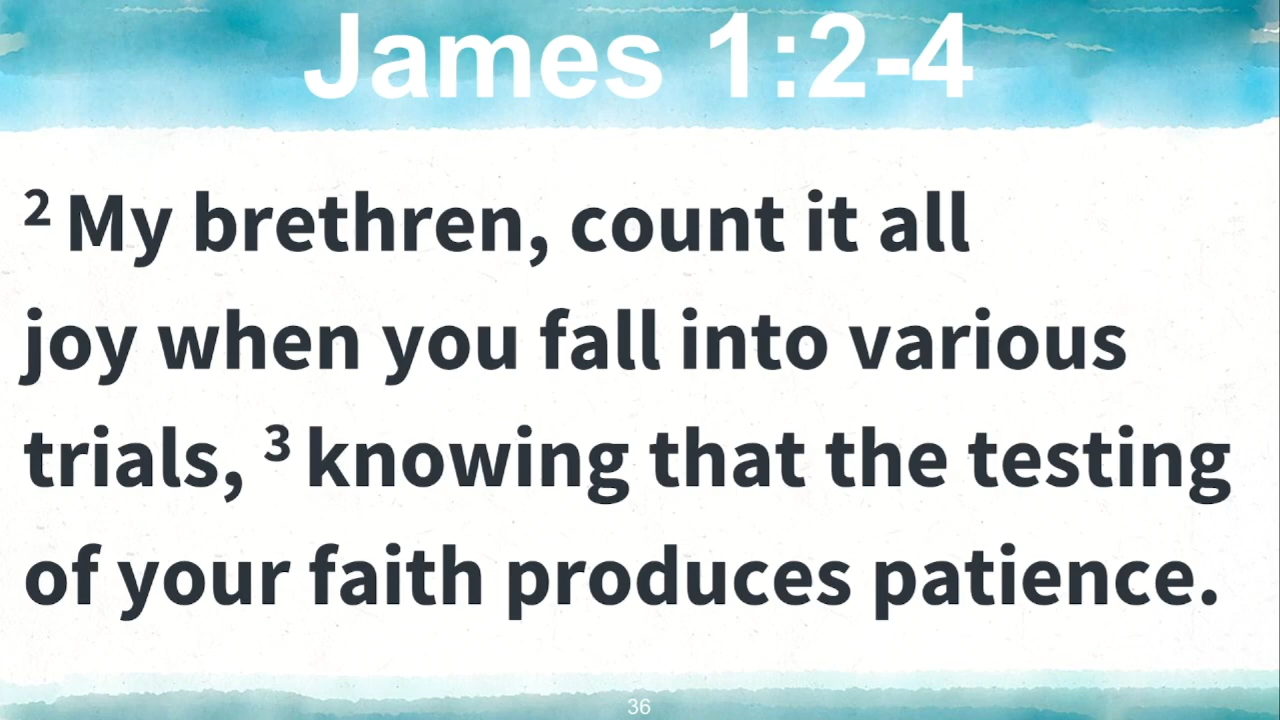 James 1:2-4
² My brethren, count it all
joy when you fall into various
trials, ³ knowing that the testing
of your faith produces patience.
36